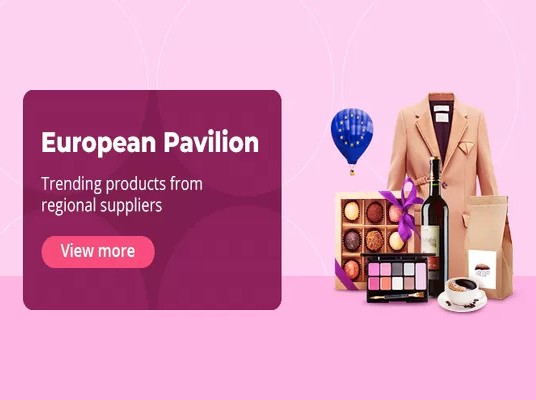 European Pavilion
Trending products from
regional suppliers
View more